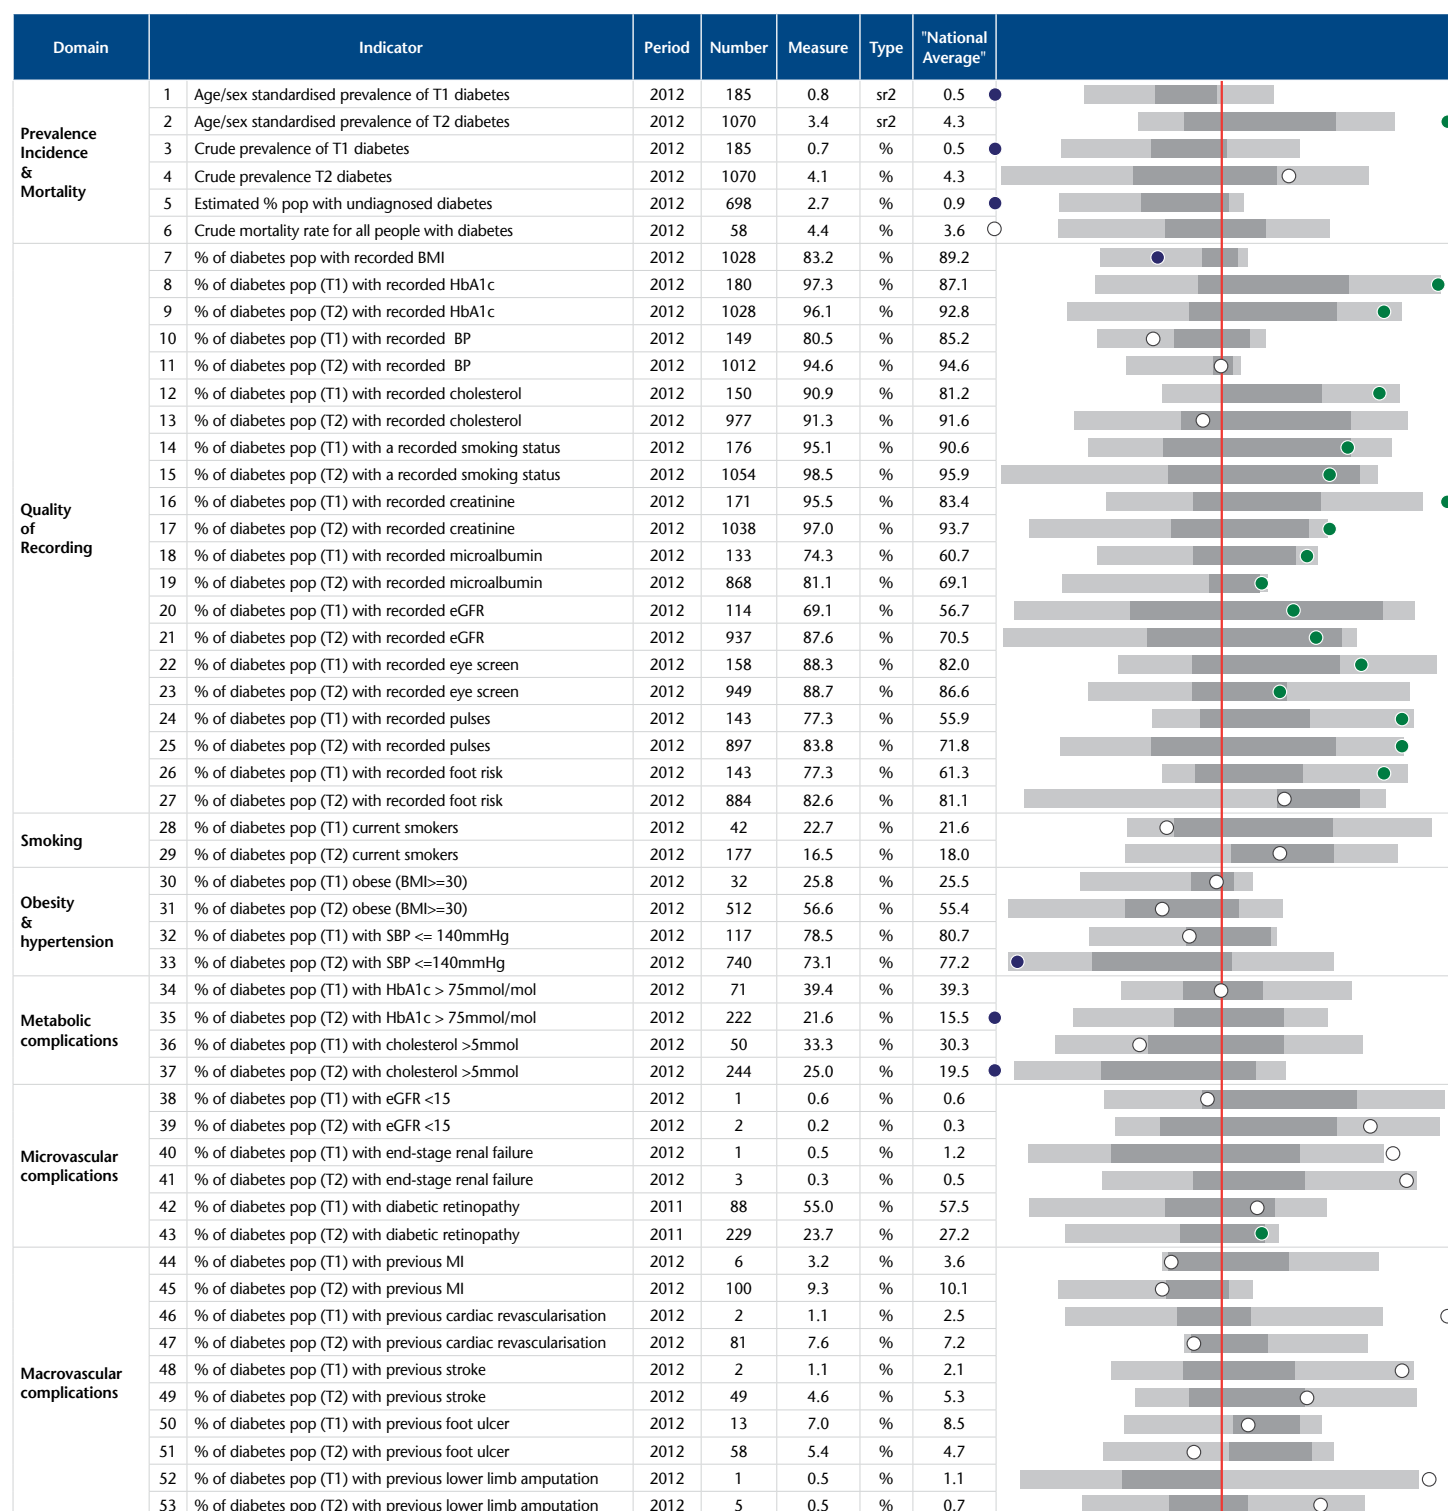 Domain Indicator Period Number Measure Type "National Average"
Prevalence
Incidence
&
Mortality
1 Age/sex standardised prevalence of T1 diabetes 2012 185 0.8 sr2 0.5
2 Age/sex standardised prevalence of T2 diabetes 2012 1070 3.4 sr2 4.3
3 Crude prevalence of T1 diabetes 2012 185 0.7 % 0.5
4 Crude prevalence T2 diabetes 2012 1070 4.1 % 4.3
5 Estimated % pop with undiagnosed diabetes 2012 698 2.7 % 0.9
6 Crude mortality rate for all people with diabetes 2012 58 4.4 % 3.6
Quality
of
Recording
7 % of diabetes pop with recorded BMI 2012 1028 83.2 % 89.2
8 % of diabetes pop (T1) with recorded HbA1c 2012 180 97.3 % 87.1
9 % of diabetes pop (T2) with recorded HbA1c 2012 1028 96.1 % 92.8
10 % of diabetes pop (T1) with recorded BP 2012 149 80.5 % 85.2
11 % of diabetes pop (T2) with recorded BP 2012 1012 94.6 % 94.6
12 % of diabetes pop (T1) with recorded cholesterol 2012 150 90.9 % 81.2
13 % of diabetes pop (T2) with recorded cholesterol 2012 977 91.3 % 91.6
14 % of diabetes pop (T1) with a recorded smoking status 2012 176 95.1 % 90.6
15 % of diabetes pop (T2) with a recorded smoking status 2012 1054 98.5 % 95.9
16 % of diabetes pop (T1) with recorded creatinine 2012 171 95.5 % 83.4
17 % of diabetes pop (T2) with recorded creatinine 2012 1038 97.0 % 93.7
18 % of diabetes pop (T1) with recorded microalbumin 2012 133 74.3 % 60.7
19 % of diabetes pop (T2) with recorded microalbumin 2012 868 81.1 % 69.1
20 % of diabetes pop (T1) with recorded eGFR 2012 114 69.1 % 56.7
21 % of diabetes pop (T2) with recorded eGFR 2012 937 87.6 % 70.5
22 % of diabetes pop (T1) with recorded eye screen 2012 158 88.3 % 82.0
23 % of diabetes pop (T2) with recorded eye screen 2012 949 88.7 % 86.6
24 % of diabetes pop (T1) with recorded pulses 2012 143 77.3 % 55.9
25 % of diabetes pop (T2) with recorded pulses 2012 897 83.8 % 71.8
26 % of diabetes pop (T1) with recorded foot risk 2012 143 77.3 % 61.3
27 % of diabetes pop (T2) with recorded foot risk 2012 884 82.6 % 81.1
Smoking
28 % of diabetes pop (T1) current smokers 2012 42 22.7 % 21.6
29 % of diabetes pop (T2) current smokers 2012 177 16.5 % 18.0
Obesity
&
hypertension
30 % of diabetes pop (T1) obese (BMI>=30) 2012 32 25.8 % 25.5
31 % of diabetes pop (T2) obese (BMI>=30) 2012 512 56.6 % 55.4
32 % of diabetes pop (T1) with SBP <= 140mmHg 2012 117 78.5 % 80.7
33 % of diabetes pop (T2) with SBP <=140mmHg 2012 740 73.1 % 77.2
Metabolic
complications
34 % of diabetes pop (T1) with HbA1c > 75mmol/mol 2012 71 39.4 % 39.3
35 % of diabetes pop (T2) with HbA1c > 75mmol/mol 2012 222 21.6 % 15.5
36 % of diabetes pop (T1) with cholesterol >5mmol 2012 50 33.3 % 30.3
37 % of diabetes pop (T2) with cholesterol >5mmol 2012 244 25.0 % 19.5
Microvascular
complications
38 % of diabetes pop (T1) with eGFR <15 2012 1 0.6 % 0.6
39 % of diabetes pop (T2) with eGFR <15 2012 2 0.2 % 0.3
40 % of diabetes pop (T1) with end-stage renal failure 2012 1 0.5 % 1.2
41 % of diabetes pop (T2) with end-stage renal failure 2012 3 0.3 % 0.5
42 % of diabetes pop (T1) with diabetic retinopathy 2011 88 55.0 % 57.5
43 % of diabetes pop (T2) with diabetic retinopathy 2011 229 23.7 % 27.2
Macrovascular
complications
44 % of diabetes pop (T1) with previous MI 2012 6 3.2 % 3.6
45 % of diabetes pop (T2) with previous MI 2012 100 9.3 % 10.1
46 % of diabetes pop (T1) with previous cardiac revascularisation 2012 2 1.1 % 2.5
47 % of diabetes pop (T2) with previous cardiac revascularisation 2012 81 7.6 % 7.2
48 % of diabetes pop (T1) with previous stroke 2012 2 1.1 % 2.1
49 % of diabetes pop (T2) with previous stroke 2012 49 4.6 % 5.3
50 % of diabetes pop (T1) with previous foot ulcer 2012 13 7.0 % 8.5
51 % of diabetes pop (T2) with previous foot ulcer 2012 58 5.4 % 4.7
52 % of diabetes pop (T1) with previous lower limb amputation 2012 1 0.5 % 1.1
53 % of diabetes pop (T2) with previous lower limb amputation 2012 5 0.5 % 0.7